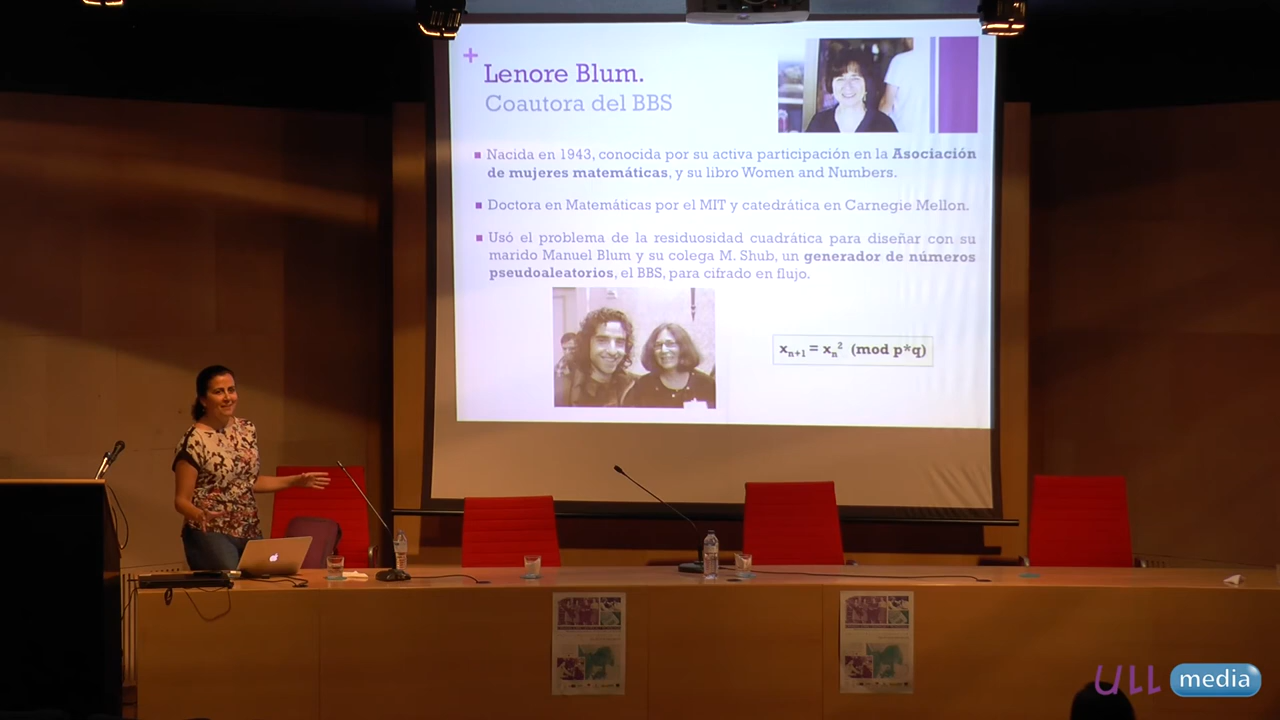 +
Lenore Blum.
Coautora del BBS
▪ Nacida en 1943, conocida por su activa participación en la Asociación
de mujeres matemáticas, y su libro Women and Numbers.
▪ Doctora en Matemáticas por el MIT y catedrática en Carnegie Mellon.
▪ Usó el problema de la residuosidad cuadrática para diseñar con su
marido Manuel Blum y su colega M. Shub, un generador de números
pseudoaleatorios, el BBS, para cifrado en flujo.
xₙ₊₁ = xₙ² (mod p*q)
ULL media